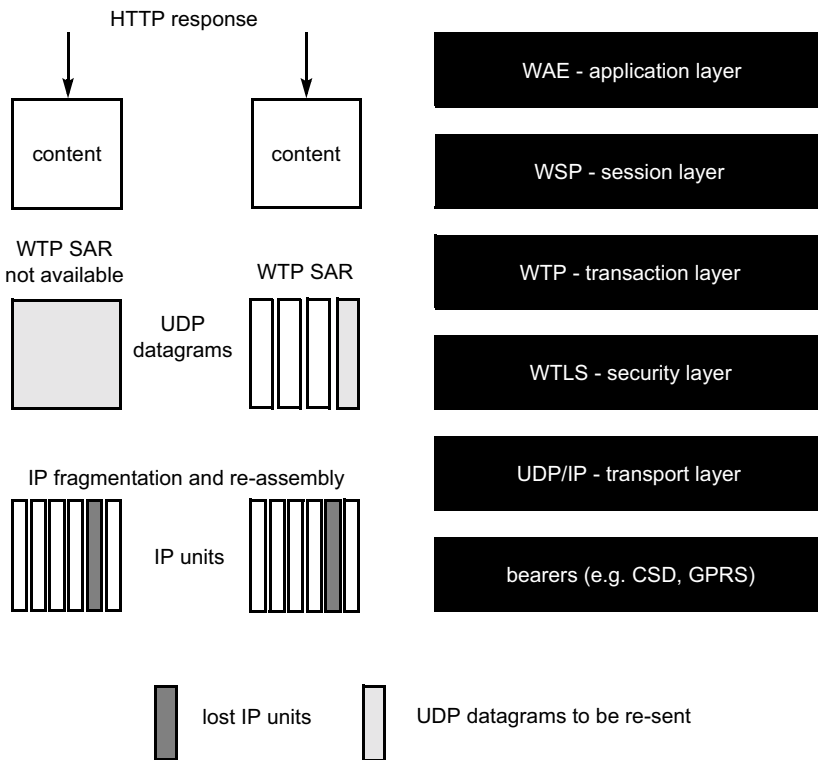 HTTP response
content
content
WTP SAR
not available
WTP SAR
UDP
datagrams
IP fragmentation and re-assembly
IP units
WAE - application layer
WSP - session layer
WTP - transaction layer
WTLS - security layer
UDP/IP - transport layer
bearers (e.g. CSD, GPRS)
lost IP units
UDP datagrams to be re-sent